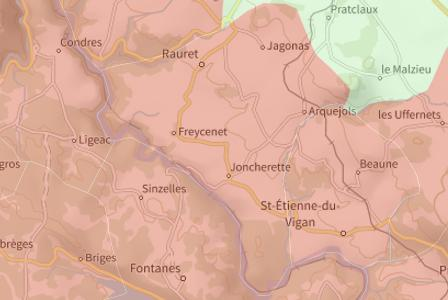 Pratclaux
Condres
Jagonas
Rauret
le Malzieu
Arquejols
les Uffernets
Freycenet
Ligeac
Joncherette
Beaune
Sinzelles
St-Étienne-du-
Vigan
Briges
Fontanes